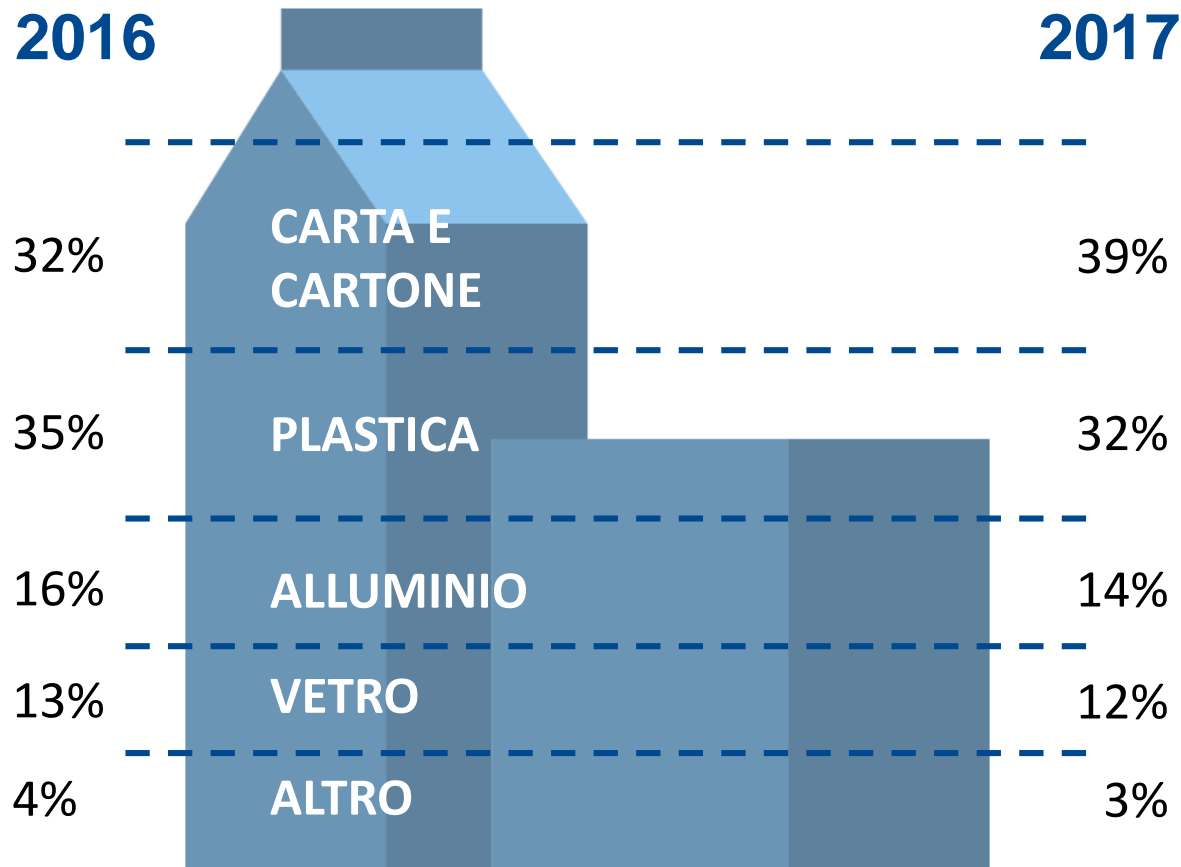 2016 2017
32% CARTA E CARTONE 39%
35% PLASTICA 32%
16% ALLUMINIO 14%
13% VETRO 12%
4% ALTRO 3%